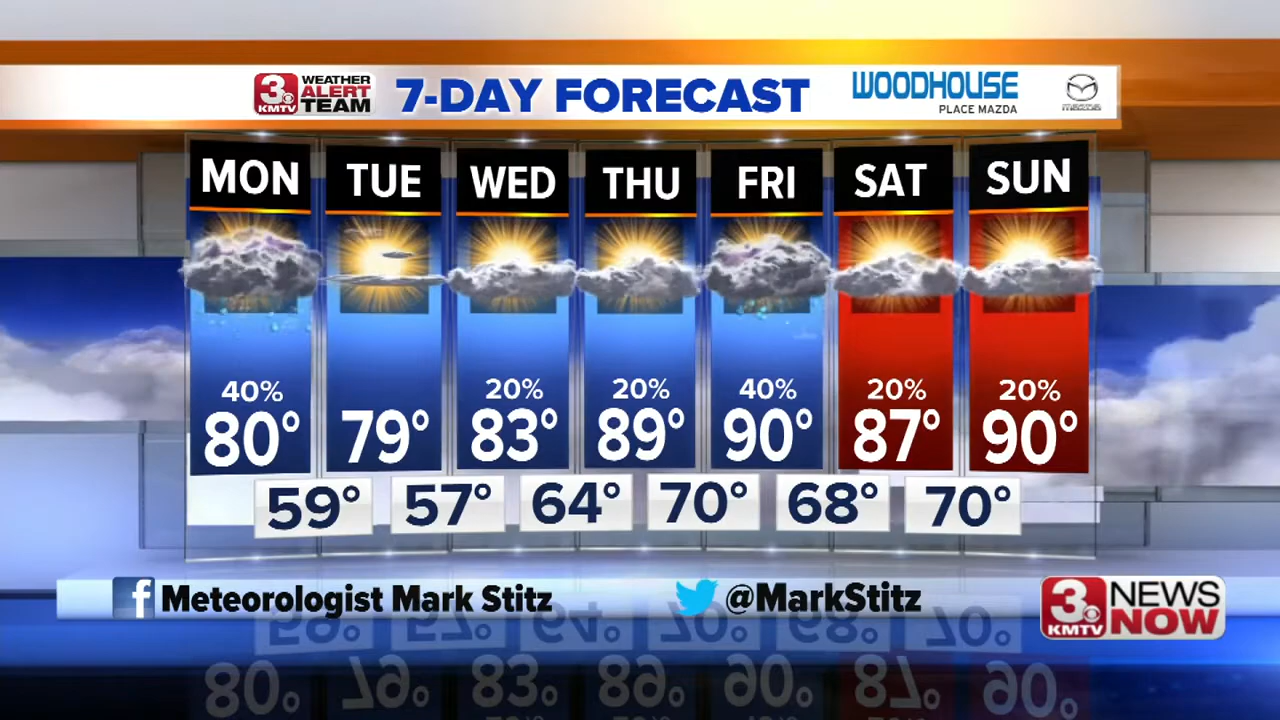 3 KMTV WEATHER ALERT TEAM
7-DAY FORECAST
WOODHOUSE
PLACE MAZDA
mazda
MON TUE WED THU FRI SAT SUN
40% 20% 20% 40% 20% 20%
80° 79° 83° 89° 90° 87° 90°
59° 57° 64° 70° 68° 70°
f Meteorologist Mark Stitz
@MarkStitz
3 KMTV NEWS NOW